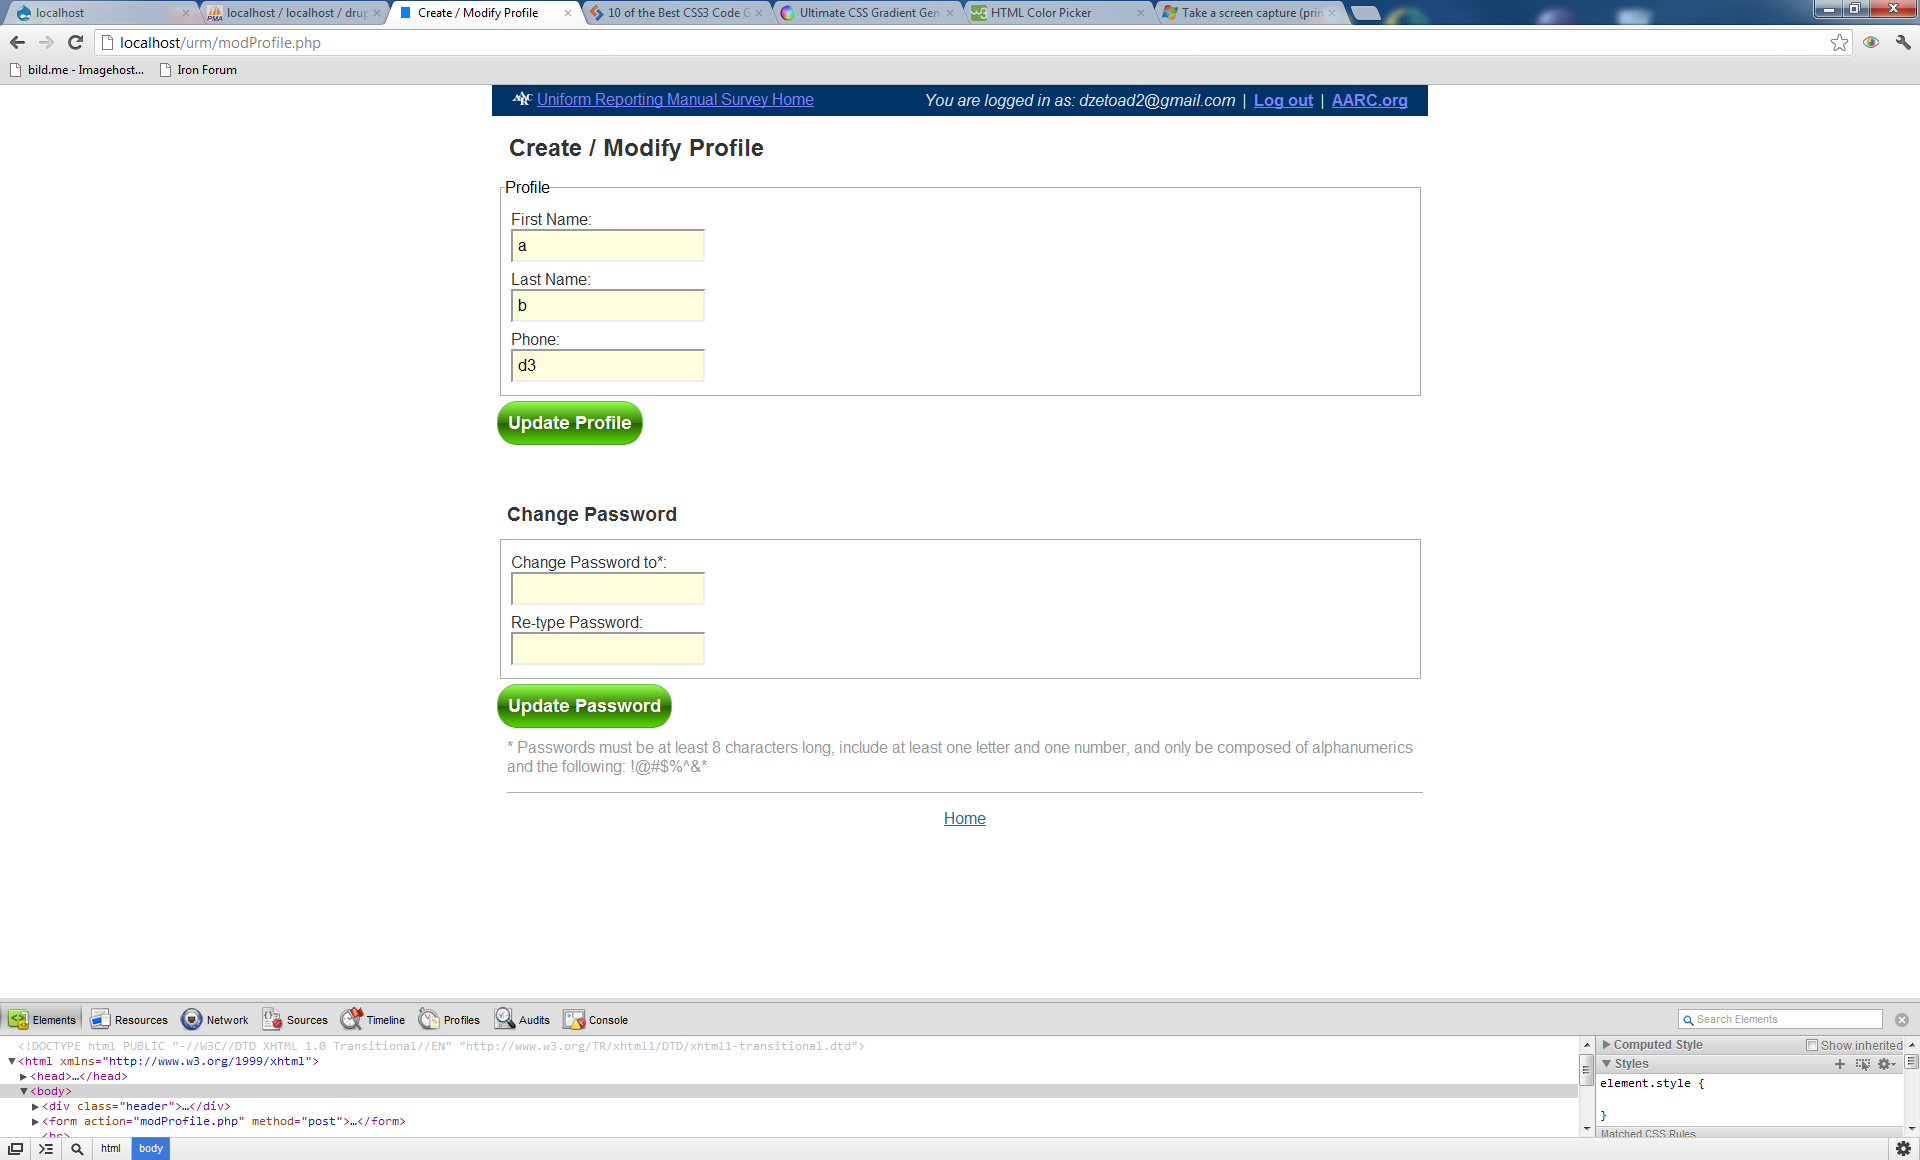 localhost
localhost / localhost / drup
Create / Modify Profile
10 of the Best CSS3 Code G
Ultimate CSS Gradient Gen
HTML Color Picker
Take a screen capture (prin
localhost/urm/modProfile.php
bild.me - Imagehost...
Iron Forum
Uniform Reporting Manual Survey Home
You are logged in as: dzetoad2@gmail.com | Log out | AARC.org
Create / Modify Profile
Profile
First Name:
a
Last Name:
b
Phone:
d3
Update Profile
Change Password
Change Password to*:
Re-type Password:
Update Password
* Passwords must be at least 8 characters long, include at least one letter and one number, and only be composed of alphanumerics
and the following: !@#$%^&*
Home
Elements
Resources
Network
Sources
Timeline
Profiles
Audits
Console
Search Elements
<!DOCTYPE html PUBLIC "-//W3C//DTD XHTML 1.0 Transitional//EN" "http://www.w3.org/TR/xhtml1/DTD/xhtml1-transitional.dtd">
<html xmlns="http://www.w3.org/1999/xhtml">
<head>…</head>
<body>
<div class="header">…</div>
<form action="modProfile.php" method="post">…</form>
<hr>
Computed Style
Show inherited
Styles
element.style {
}
Matched CSS Rules
html
body